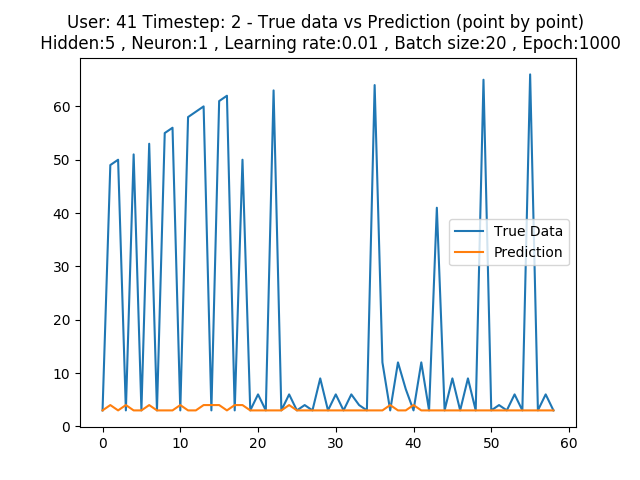 User: 41 Timestep: 2 - True data vs Prediction (point by point)
Hidden:5 , Neuron:1 , Learning rate:0.01 , Batch size:20 , Epoch:1000
60
50
40
30
20
10
0
True Data
Prediction
0 10 20 30 40 50 60